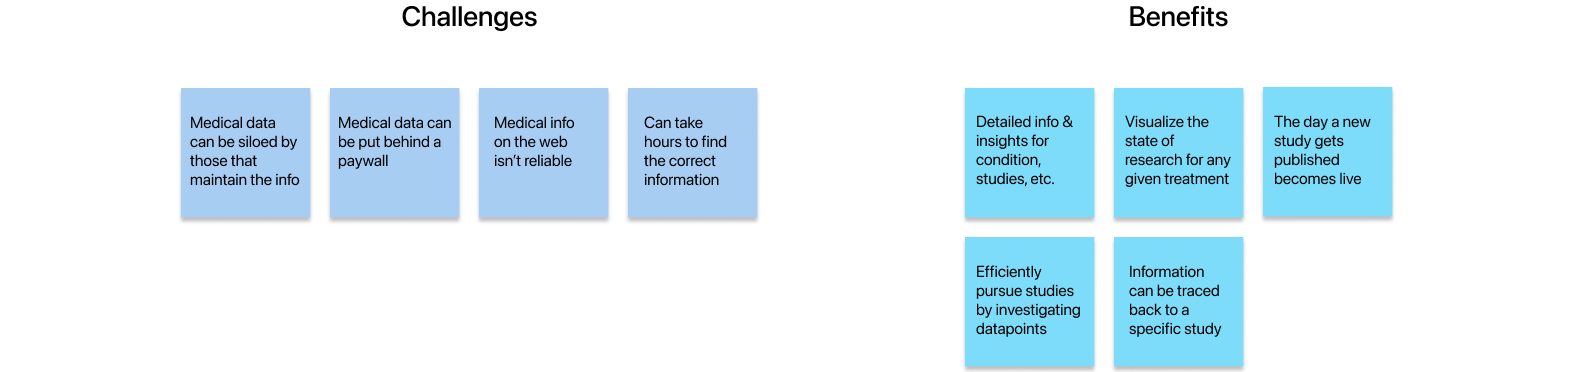 Challenges
Benefits
Medical data
can be siloed by
those that
maintain the info
Medical data can
be put behind a
paywall
Medical info
on the web
isn’t reliable
Can take
hours to find
the correct
information
Detailed info &
insights for
condition,
studies, etc.
Visualize the
state of
research for any
given treatment
The day a new
study gets
published
becomes live
Efficiently
pursue studies
by investigating
datapoints
Information
can be traced
back to a
specific study